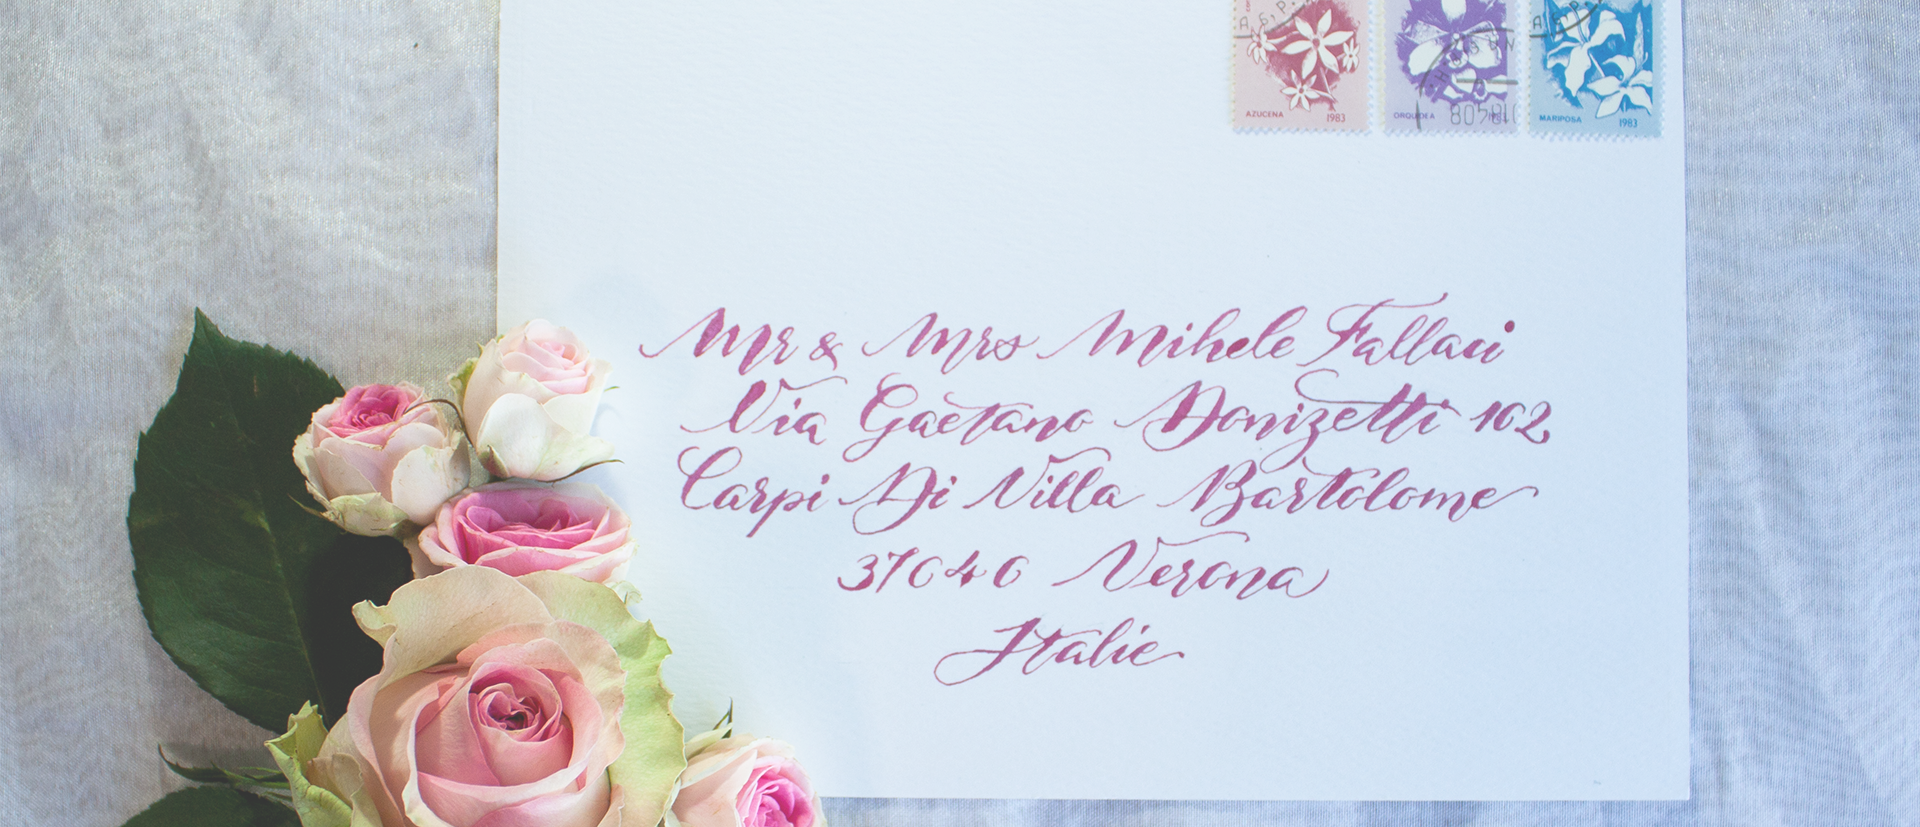 AZUCENA 1983
ORQUIDEA
MARIPOSA 1983
Mr & Mrs Mihele Fallaci
Via Gaetano Donizetti 102
Carpi Di Villa Bartolome
37040 Verona
Italie